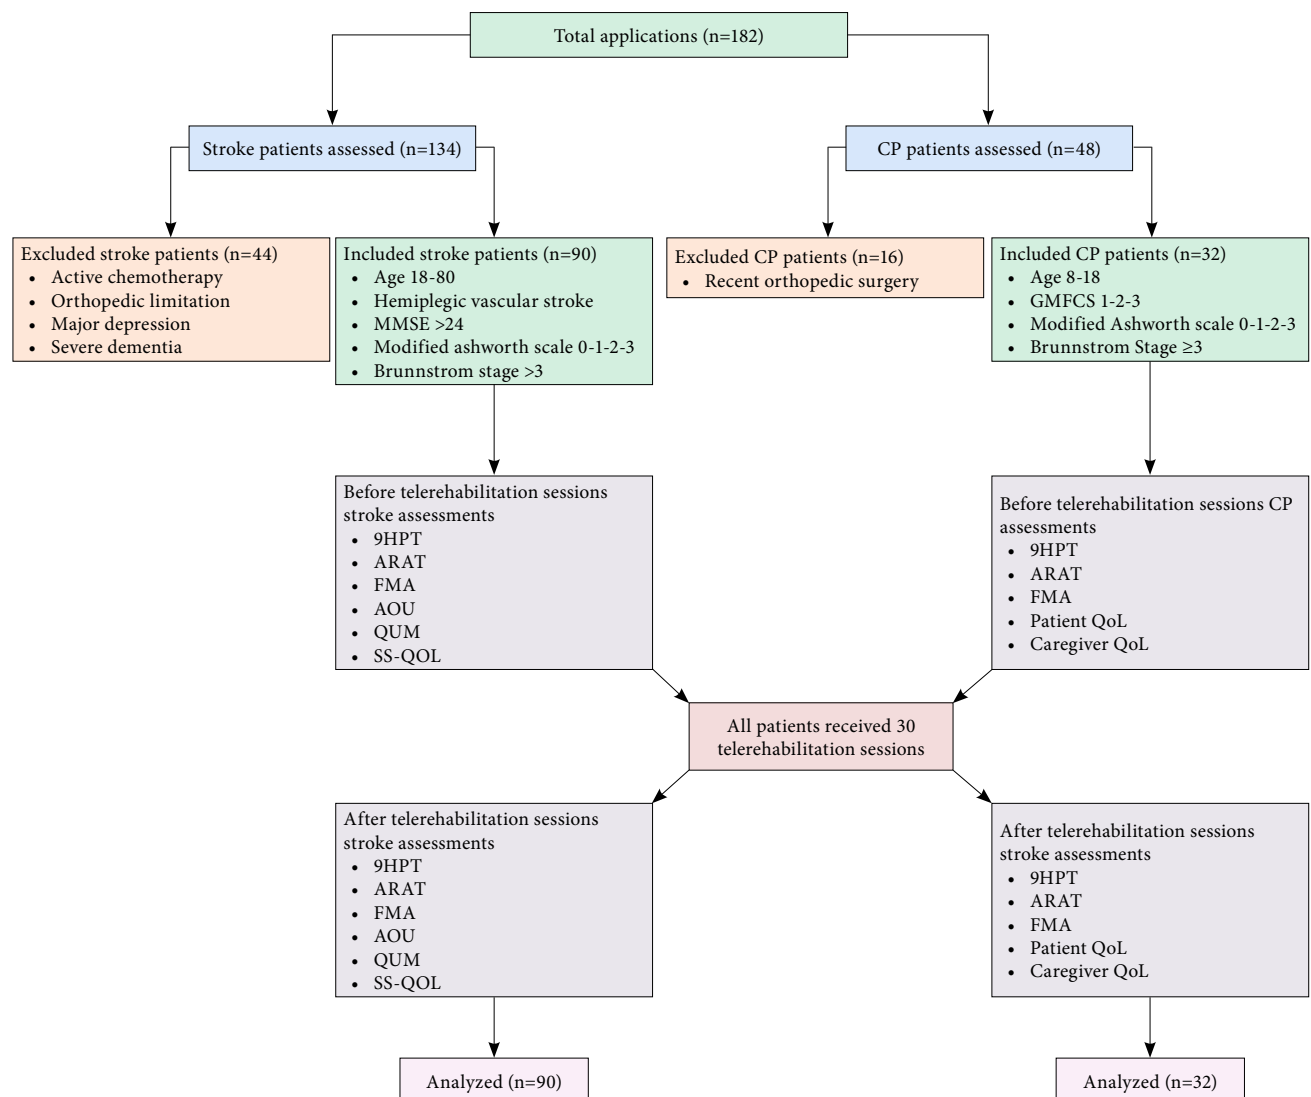 Total applications (n=182)
Stroke patients assessed (n=134)
CP patients assessed (n=48)
Excluded stroke patients (n=44)
• Active chemotherapy
• Orthopedic limitation
• Major depression
• Severe dementia
Included stroke patients (n=90)
• Age 18-80
• Hemiplegic vascular stroke
• MMSE >24
• Modified ashworth scale 0-1-2-3
• Brunnstrom stage >3
Excluded CP patients (n=16)
• Recent orthopedic surgery
Included CP patients (n=32)
• Age 8-18
• GMFCS 1-2-3
• Modified Ashworth scale 0-1-2-3
• Brunnstrom Stage ≥3
Before telerehabilitation sessions
stroke assessments
• 9HPT
• ARAT
• FMA
• AOU
• QUM
• SS-QOL
Before telerehabilitation sessions CP
assessments
• 9HPT
• ARAT
• FMA
• Patient QoL
• Caregiver QoL
All patients received 30
telerehabilitation sessions
After telerehabilitation sessions
stroke assessments
• 9HPT
• ARAT
• FMA
• AOU
• QUM
• SS-QOL
After telerehabilitation sessions
stroke assessments
• 9HPT
• ARAT
• FMA
• Patient QoL
• Caregiver QoL
Analyzed (n=90)
Analyzed (n=32)